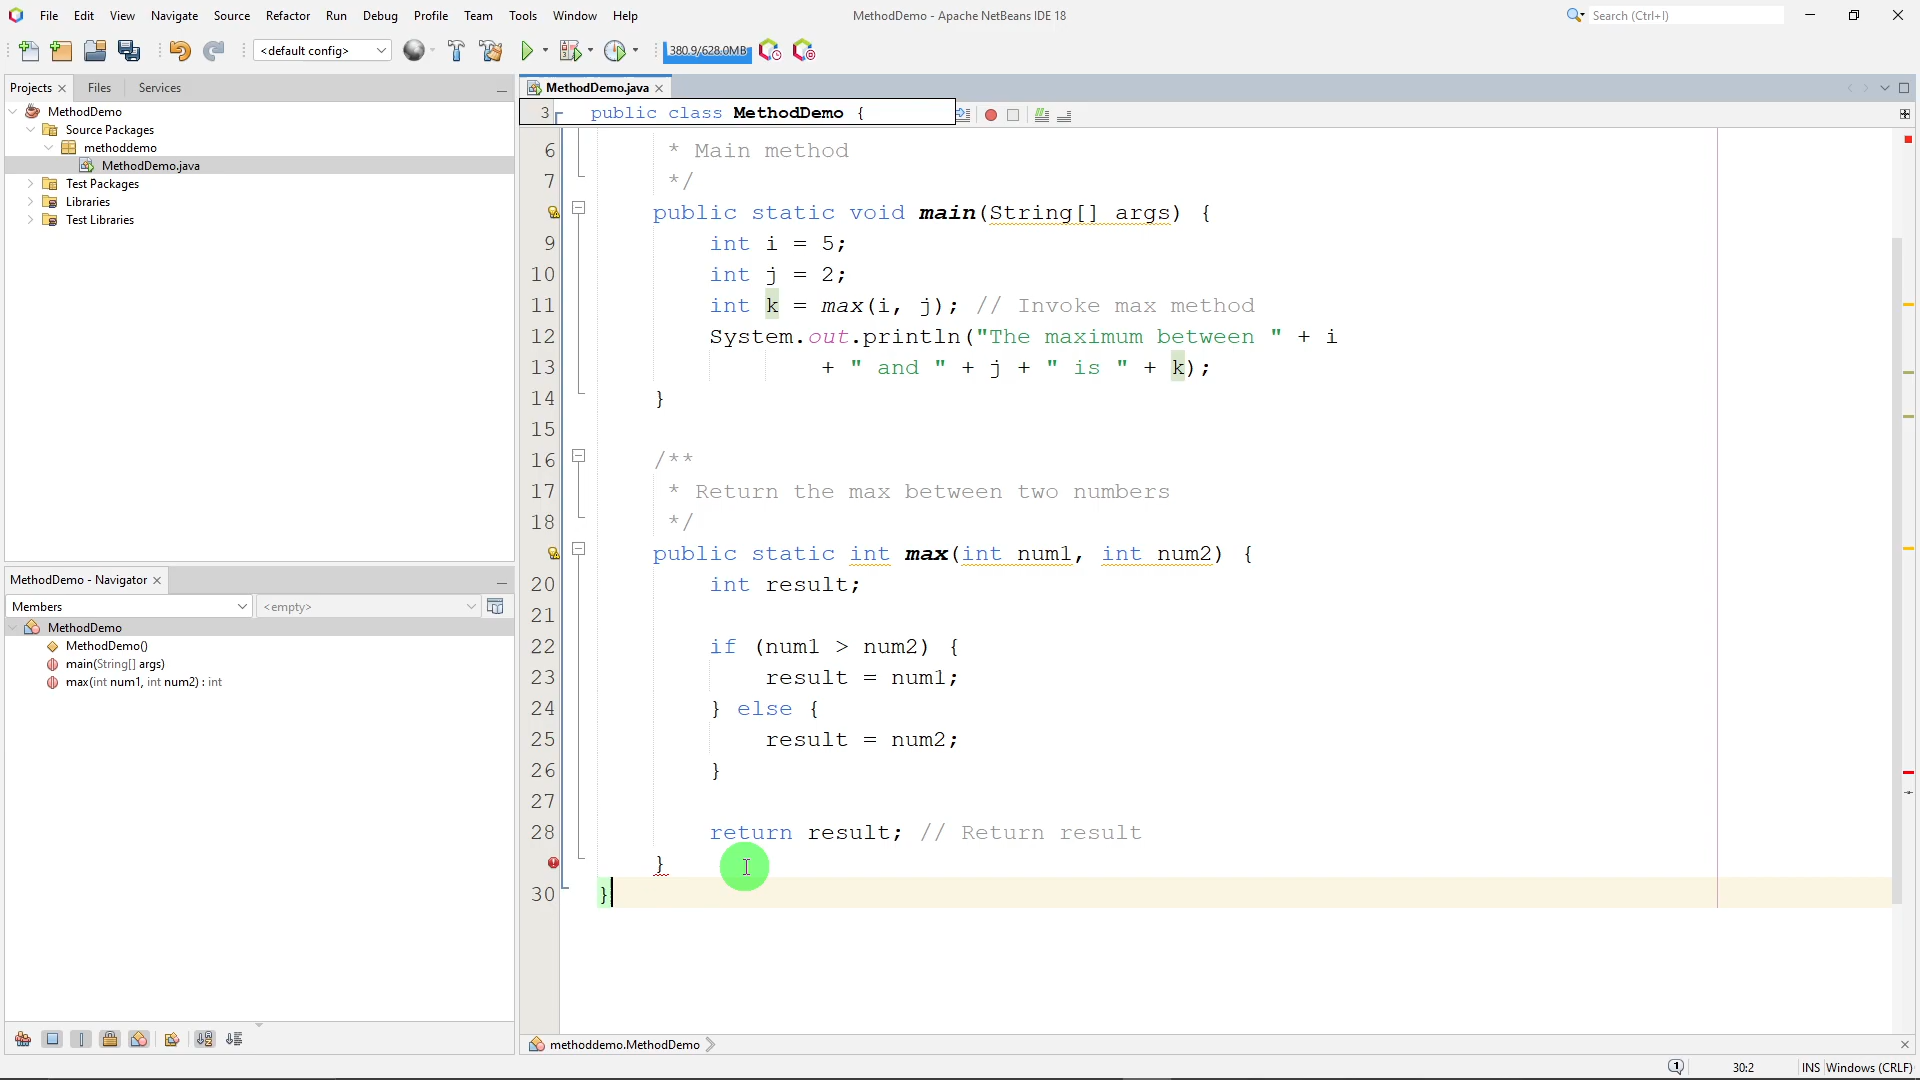 File Edit View Navigate Source Refactor Run Debug Profile Team Tools Window Help
MethodDemo - Apache NetBeans IDE 18
Search (Ctrl+I)
<default config>
380.9/628.0MB
Projects Files Services
MethodDemo
Source Packages
methoddemo
MethodDemo.java
Test Packages
Libraries
Test Libraries
MethodDemo - Navigator
Members
<empty>
MethodDemo
MethodDemo()
main(String[] args)
max(int num1, int num2) : int
MethodDemo.java
3 public class MethodDemo {
6 * Main method
7 */
public static void main(String[] args) {
9 int i = 5;
10 int j = 2;
11 int k = max(i, j); // Invoke max method
12 System.out.println("The maximum between " + i
13 + " and " + j + " is " + k);
14 }
15
16 /**
17 * Return the max between two numbers
18 */
public static int max(int num1, int num2) {
20 int result;
21
22 if (num1 > num2) {
23 result = num1;
24 } else {
25 result = num2;
26 }
27
28 return result; // Return result
}
30 }
methoddemo.MethodDemo
1
30:2
INS
Windows (CRLF)